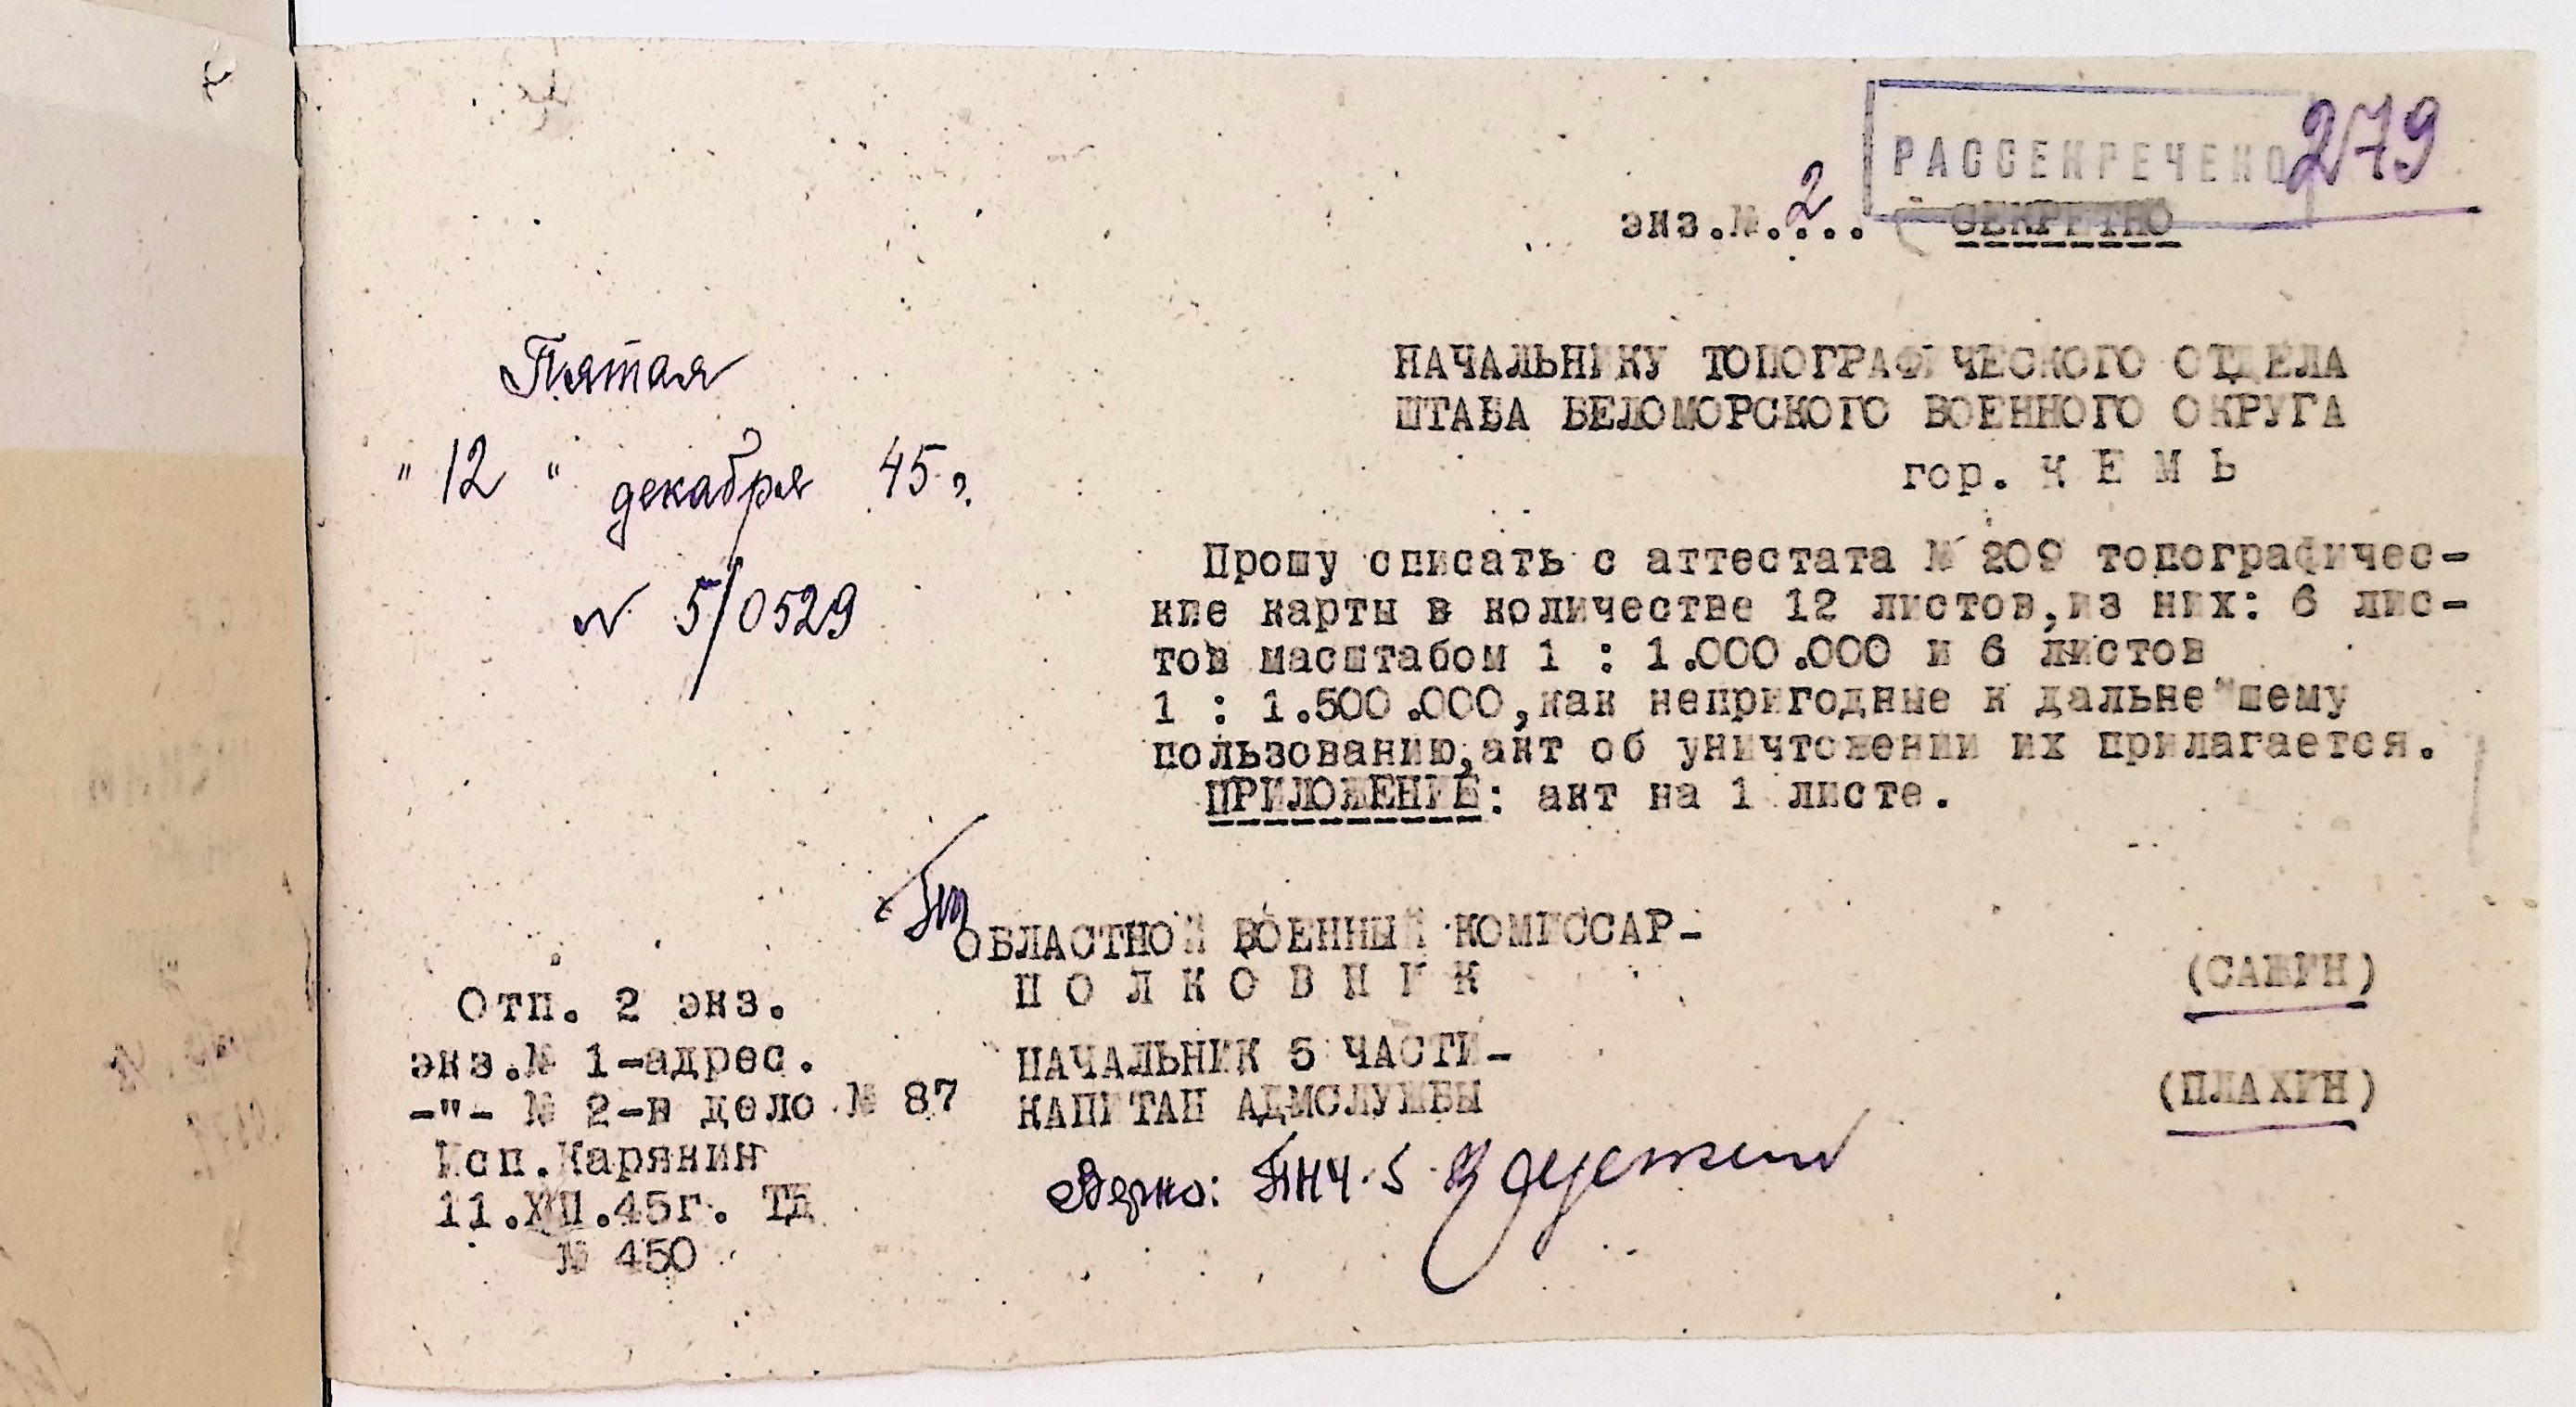 РАССЕКРЕЧЕНО 279
экз.№.2... СЕКРЕТНО
Пятая
"12" декабря 45г.
№ 5/0529
НАЧАЛЬНИКУ ТОПОГРАФИЧЕСКОГО ОТДЕЛА
ШТАБА БЕЛОМОРСКОГО ВОЕННОГО ОКРУГА
гор. К Е М Ь
Прошу списать с аттестата № 209 топографичес-
кие карты в количестве 12 листов,из них: 6 лис-
тов масштабом 1 : 1.000.000 и 6 листов
1 : 1.500.000,как непригодные к дальнейшему
пользованию,акт об уничтожении их прилагается.
ПРИЛОЖЕНИЕ: акт на 1 листе.
ОБЛАСТНОЙ ВОЕННЫЙ КОМИССАР-
П О Л К О В Н И К
(САВИН)
НАЧАЛЬНИК 5 ЧАСТИ-
КАПИТАН АДМСЛУЖБЫ
(ПЛАХИН)
Верно: ПНЧ-5
Отп. 2 экз.
экз.№ 1-адрес.
-"- № 2-в дело № 87
Исп.Карянин
11.XII.45г. ТБ
№ 450